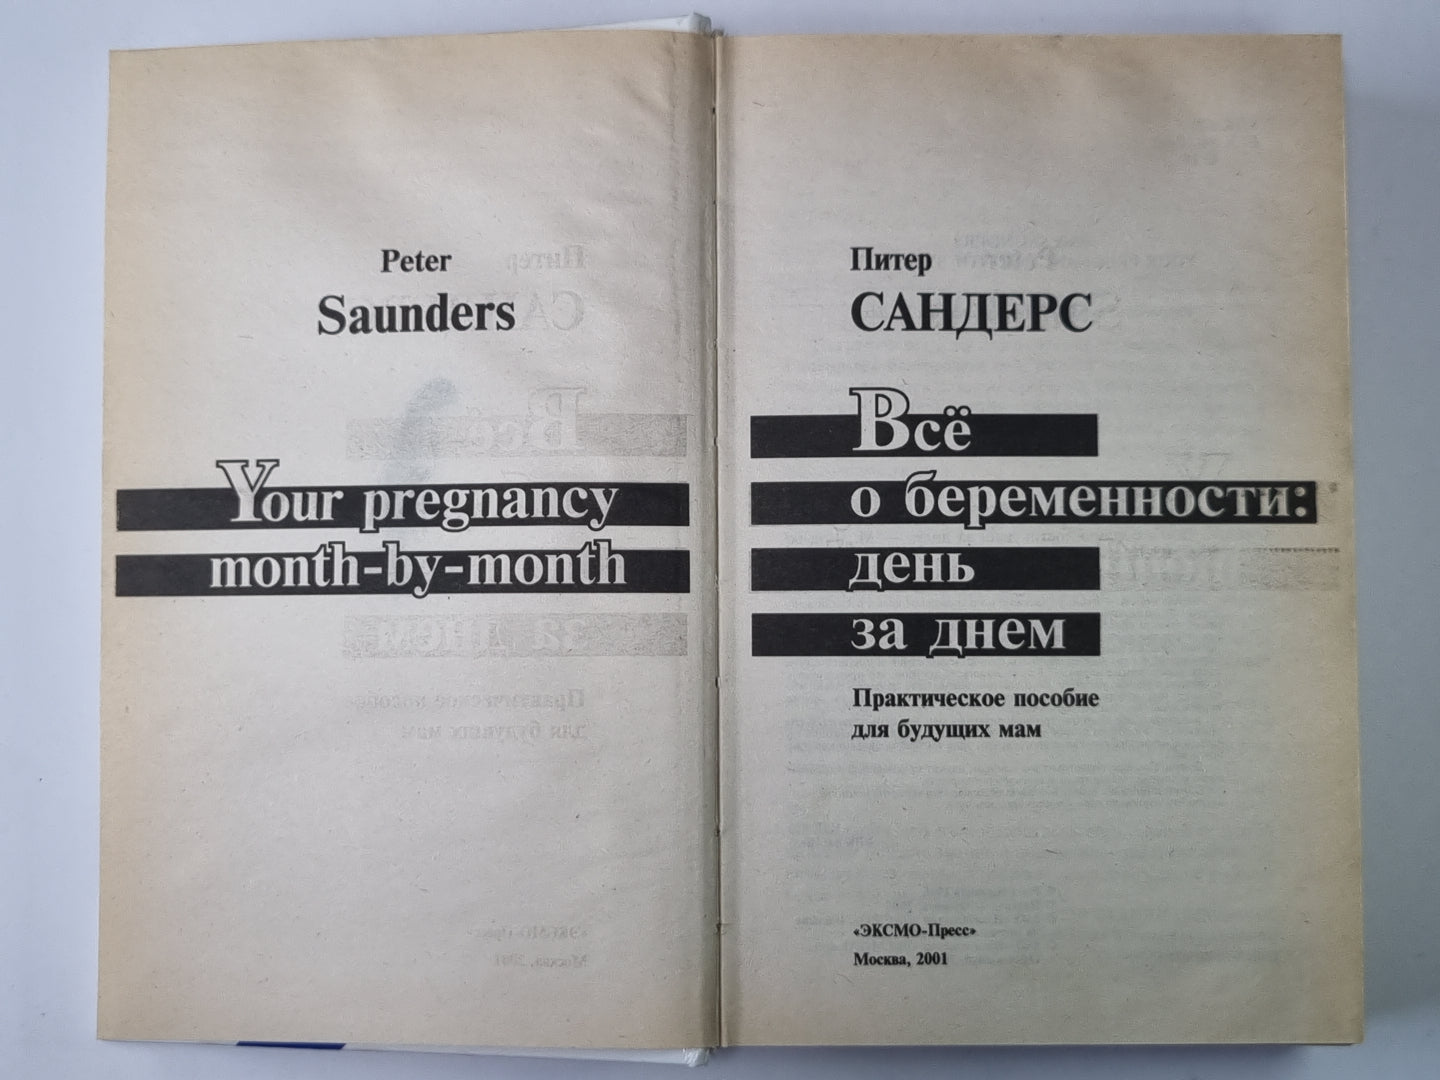 Peter
Saunders
Your pregnancy
month-by-month
Питер
САНДЕРС
Всё
о беременности:
день
за днем
Практическое пособие
для будущих мам
«ЭКСМО-Пресс»
Москва, 2001